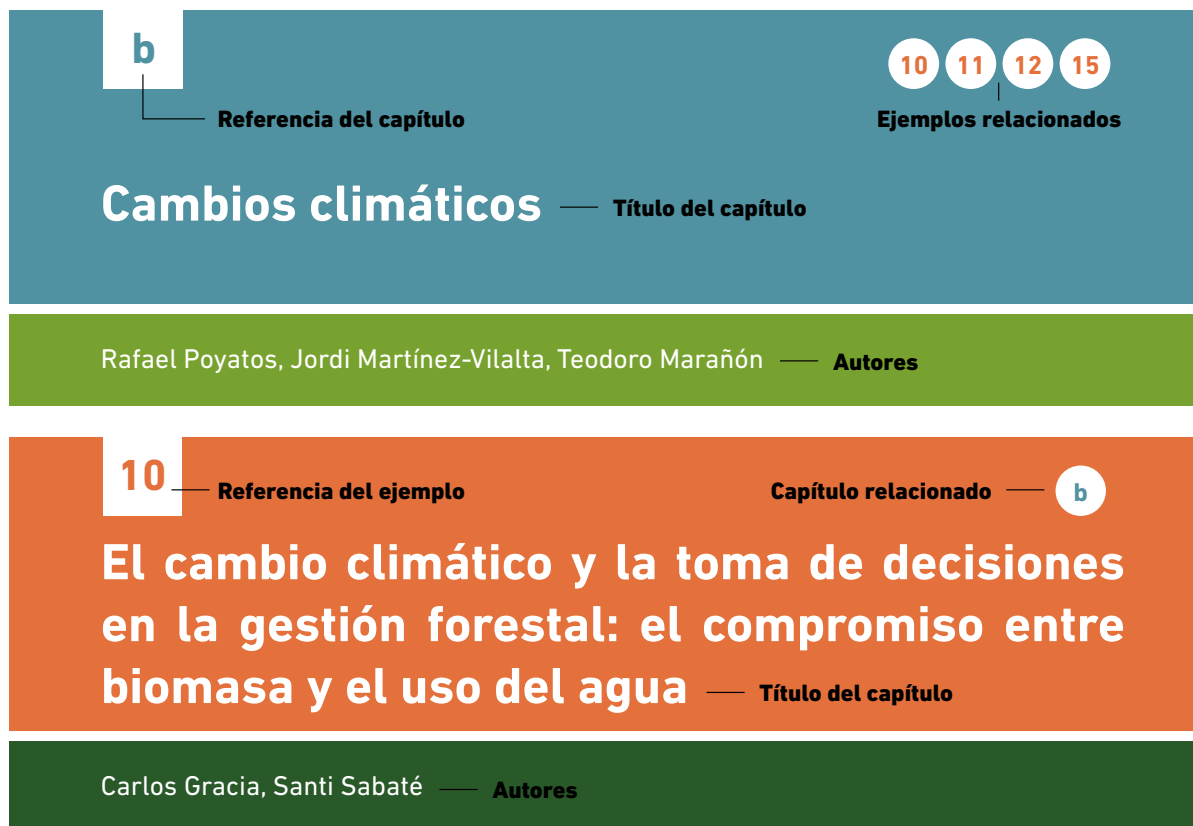 b
10 11 12 15
Referencia del capítulo
Ejemplos relacionados
Cambios climáticos
Título del capítulo
Rafael Poyatos, Jordi Martínez-Vilalta, Teodoro Marañón
Autores
10
Referencia del ejemplo
Capítulo relacionado
b
El cambio climático y la toma de decisiones
en la gestión forestal: el compromiso entre
biomasa y el uso del agua
Título del capítulo
Carlos Gracia, Santi Sabaté
Autores